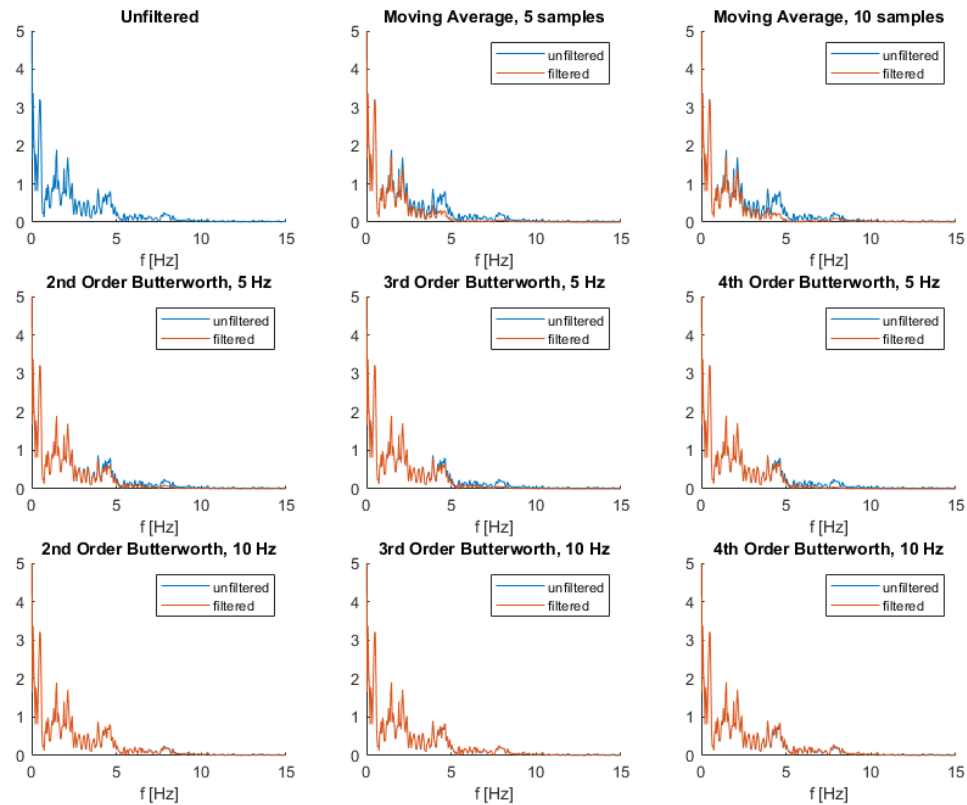 Unfiltered
Moving Average, 5 samples
Moving Average, 10 samples
5
4
3
2
1
0
0 5 10 15
f [Hz]
5
4
3
2
1
0
unfiltered
filtered
0 5 10 15
f [Hz]
5
4
3
2
1
0
unfiltered
filtered
0 5 10 15
f [Hz]
2nd Order Butterworth, 5 Hz
3rd Order Butterworth, 5 Hz
4th Order Butterworth, 5 Hz
5
4
3
2
1
0
unfiltered
filtered
0 5 10 15
f [Hz]
5
4
3
2
1
0
unfiltered
filtered
0 5 10 15
f [Hz]
5
4
3
2
1
0
unfiltered
filtered
0 5 10 15
f [Hz]
2nd Order Butterworth, 10 Hz
3rd Order Butterworth, 10 Hz
4th Order Butterworth, 10 Hz
5
4
3
2
1
0
unfiltered
filtered
0 5 10 15
f [Hz]
5
4
3
2
1
0
unfiltered
filtered
0 5 10 15
f [Hz]
5
4
3
2
1
0
unfiltered
filtered
0 5 10 15
f [Hz]